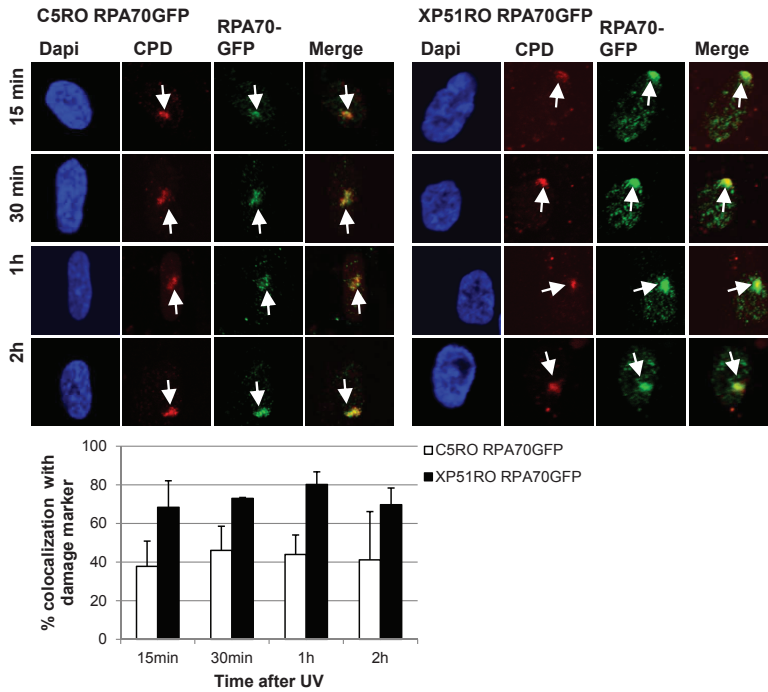 C5RO RPA70GFP
XP51RO RPA70GFP
Dapi CPD RPA70-GFP Merge
Dapi CPD RPA70-GFP Merge
15 min
30 min
1h
2h
C5RO RPA70GFP
XP51RO RPA70GFP
% colocalization with
damage marker
100
80
60
40
20
0
15min 30min 1h 2h
Time after UV